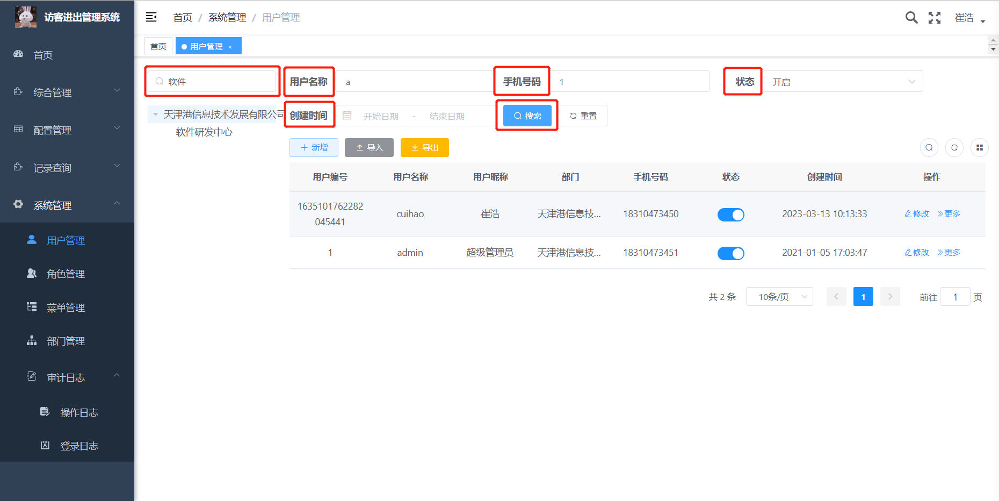 访客进出管理系统
首页
综合管理
配置管理
记录查询
系统管理
用户管理
角色管理
菜单管理
部门管理
审计日志
操作日志
登录日志
首页 / 系统管理 / 用户管理
崔浩
首页
用户管理 ×
软件
用户名称 a
手机号码 1
状态 开启
天津港信息技术发展有限公司
软件研发中心
创建时间 开始日期 - 结束日期
搜索 重置
新增 导入 导出
用户编号 用户名称 用户昵称 部门 手机号码 状态 创建时间 操作
1635101762282
045441 cuihao 崔浩 天津港信息技... 18310473450 2023-03-13 10:13:33 修改 更多
1 admin 超级管理员 天津港信息技... 18310473451 2021-01-05 17:03:47 修改 更多
共 2 条 10条/页 1 前往 1 页